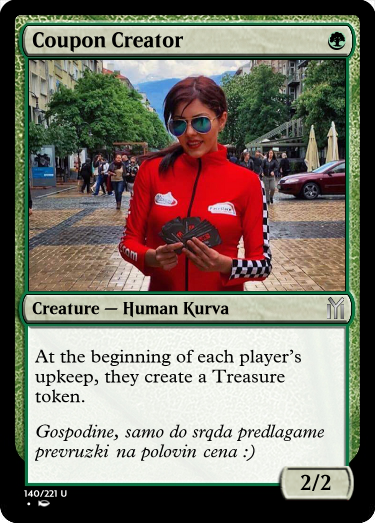 Coupon Creator
Creature — Human Kurva
At the beginning of each player's
upkeep, they create a Treasure
token.
Gospodine, samo do srqda predlagame
prevruzki na polovin cena :)
2/2
140/221 U